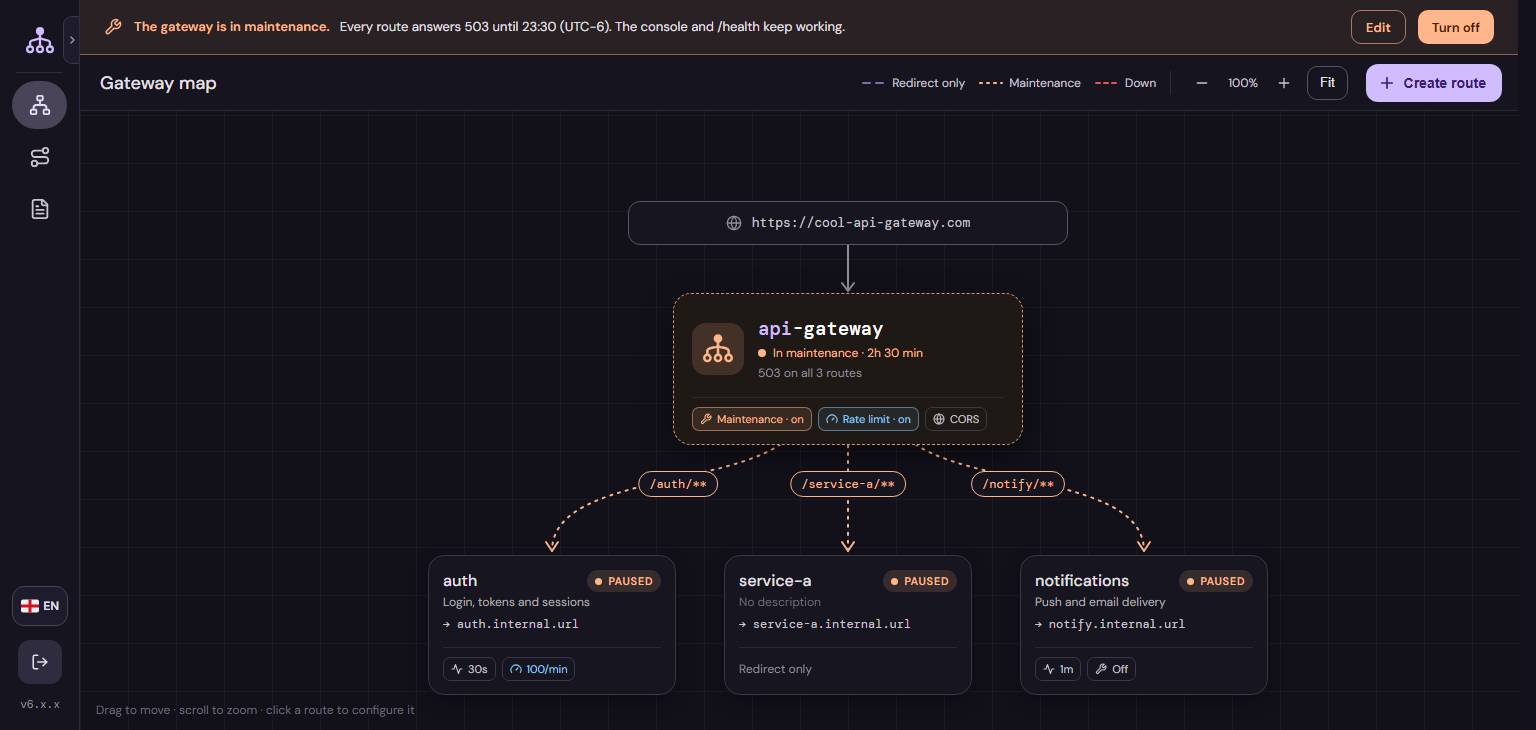 The gateway is in maintenance. Every route answers 503 until 23:30 (UTC-6). The console and /health keep working.
Edit
Turn off
Gateway map
Redirect only
Maintenance
Down
100%
Fit
Create route
https://cool-api-gateway.com
api-gateway
In maintenance · 2h 30 min
503 on all 3 routes
Maintenance · on
Rate limit · on
CORS
/auth/**
/service-a/**
/notify/**
auth
PAUSED
Login, tokens and sessions
→ auth.internal.url
30s
100/min
service-a
PAUSED
No description
→ service-a.internal.url
Redirect only
notifications
PAUSED
Push and email delivery
→ notify.internal.url
1m
Off
EN
v6.x.x
Drag to move · scroll to zoom · click a route to configure it